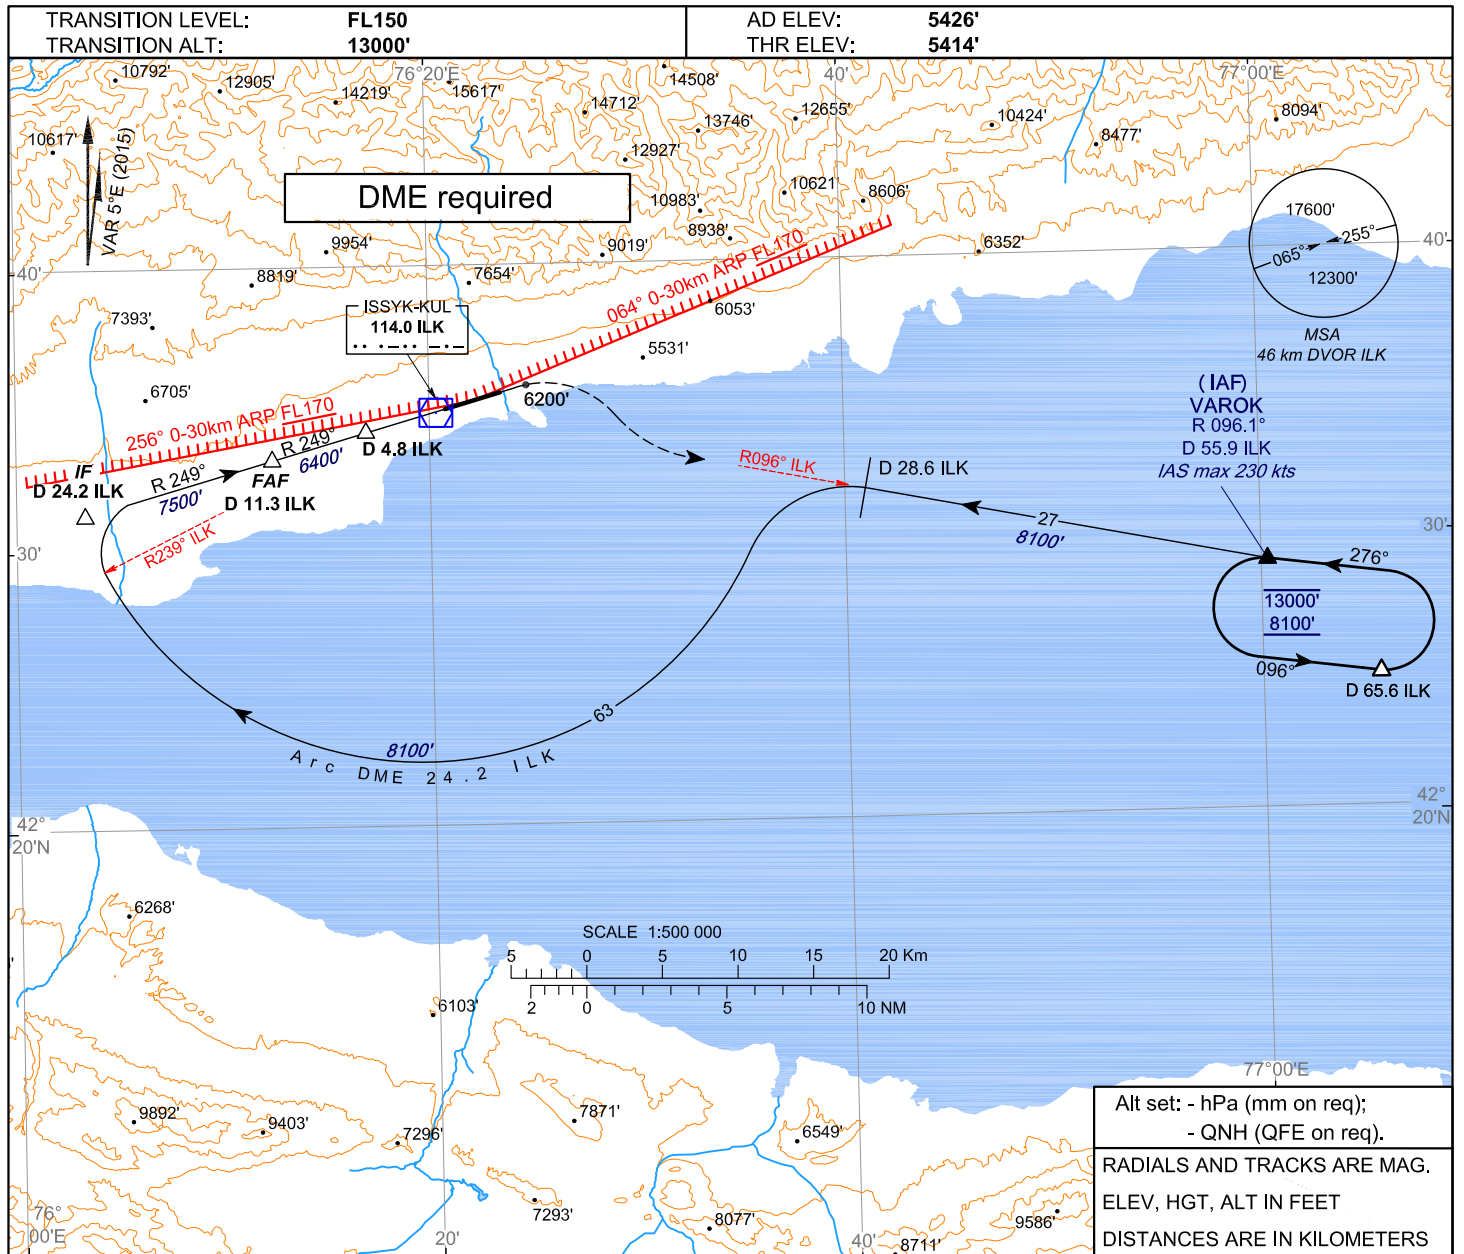 TRANSITION LEVEL: FL150
TRANSITION ALT: 13000'
AD ELEV: 5426'
THR ELEV: 5414'
76°20'E
40'
77°00'E
10792'
12905'
14219'
15617'
14508'
14712'
13746'
12655'
10424'
8477'
8094'
10617'
VAR 5°E (2015)
12927'
DME required
10983'
10621'
8606'
8938'
9954'
9019'
6352'
17600'
255°
065°
12300'
MSA
46 km DVOR ILK
40'
40'
8819'
7654'
064° 0-30km ARP FL170
6053'
7393'
ISSYK-KUL
114.0 ILK
5531'
6705'
6200'
256° 0-30km ARP FL170
(IAF)
VAROK
R 096.1°
D 55.9 ILK
IAS max 230 kts
R 249°
6400'
D 4.8 ILK
IF
D 24.2 ILK
R 249°
7500'
FAF
D 11.3 ILK
R096° ILK
D 28.6 ILK
27
8100'
30'
30'
R239° ILK
276°
13000'
8100'
096°
D 65.6 ILK
63
8100'
Arc DME 24.2 ILK
42°
20'N
42°
20'N
6268'
SCALE 1:500 000
5 0 5 10 15 20 Km
2 0 5 10 NM
6103'
77°00'E
9892'
9403'
7296'
7871'
6549'
7293'
8077'
8711'
9586'
76°
00'E
20'
40'
Alt set: - hPa (mm on req);
- QNH (QFE on req).
RADIALS AND TRACKS ARE MAG.
ELEV, HGT, ALT IN FEET
DISTANCES ARE IN KILOMETERS